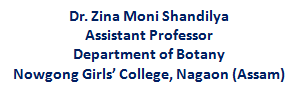 Dr. Zina Moni Shandilya
Assistant Professor
Department of Botany
Nowgong Girls’ College, Nagaon (Assam)